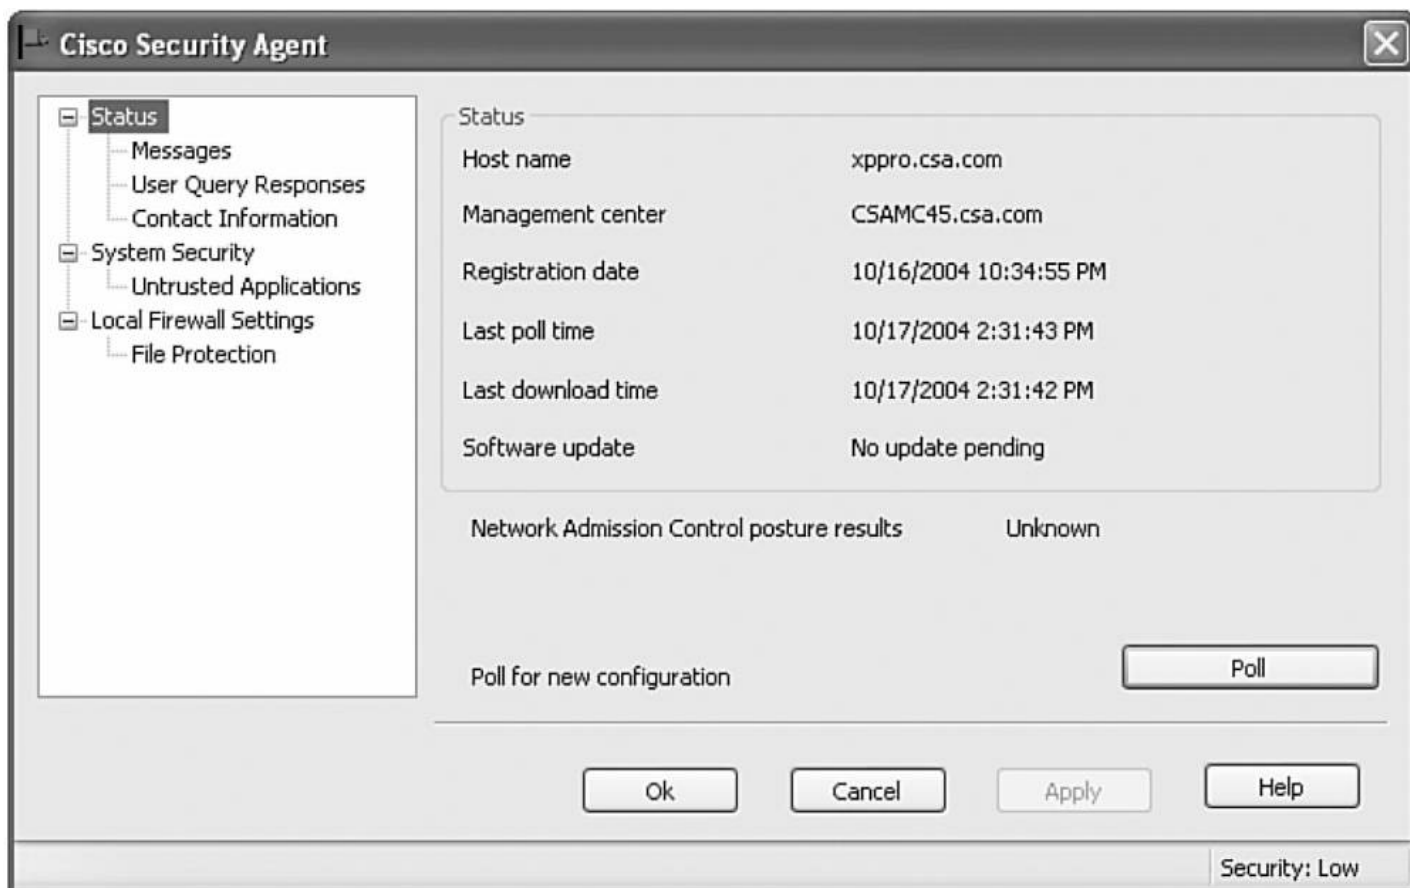 Cisco Security Agent
Status
Messages
User Query Responses
Contact Information
System Security
Untrusted Applications
Local Firewall Settings
File Protection
Status
Host name xppro.csa.com
Management center CSAMC45.csa.com
Registration date 10/16/2004 10:34:55 PM
Last poll time 10/17/2004 2:31:43 PM
Last download time 10/17/2004 2:31:42 PM
Software update No update pending
Network Admission Control posture results Unknown
Poll for new configuration Poll
Ok Cancel Apply Help
Security: Low